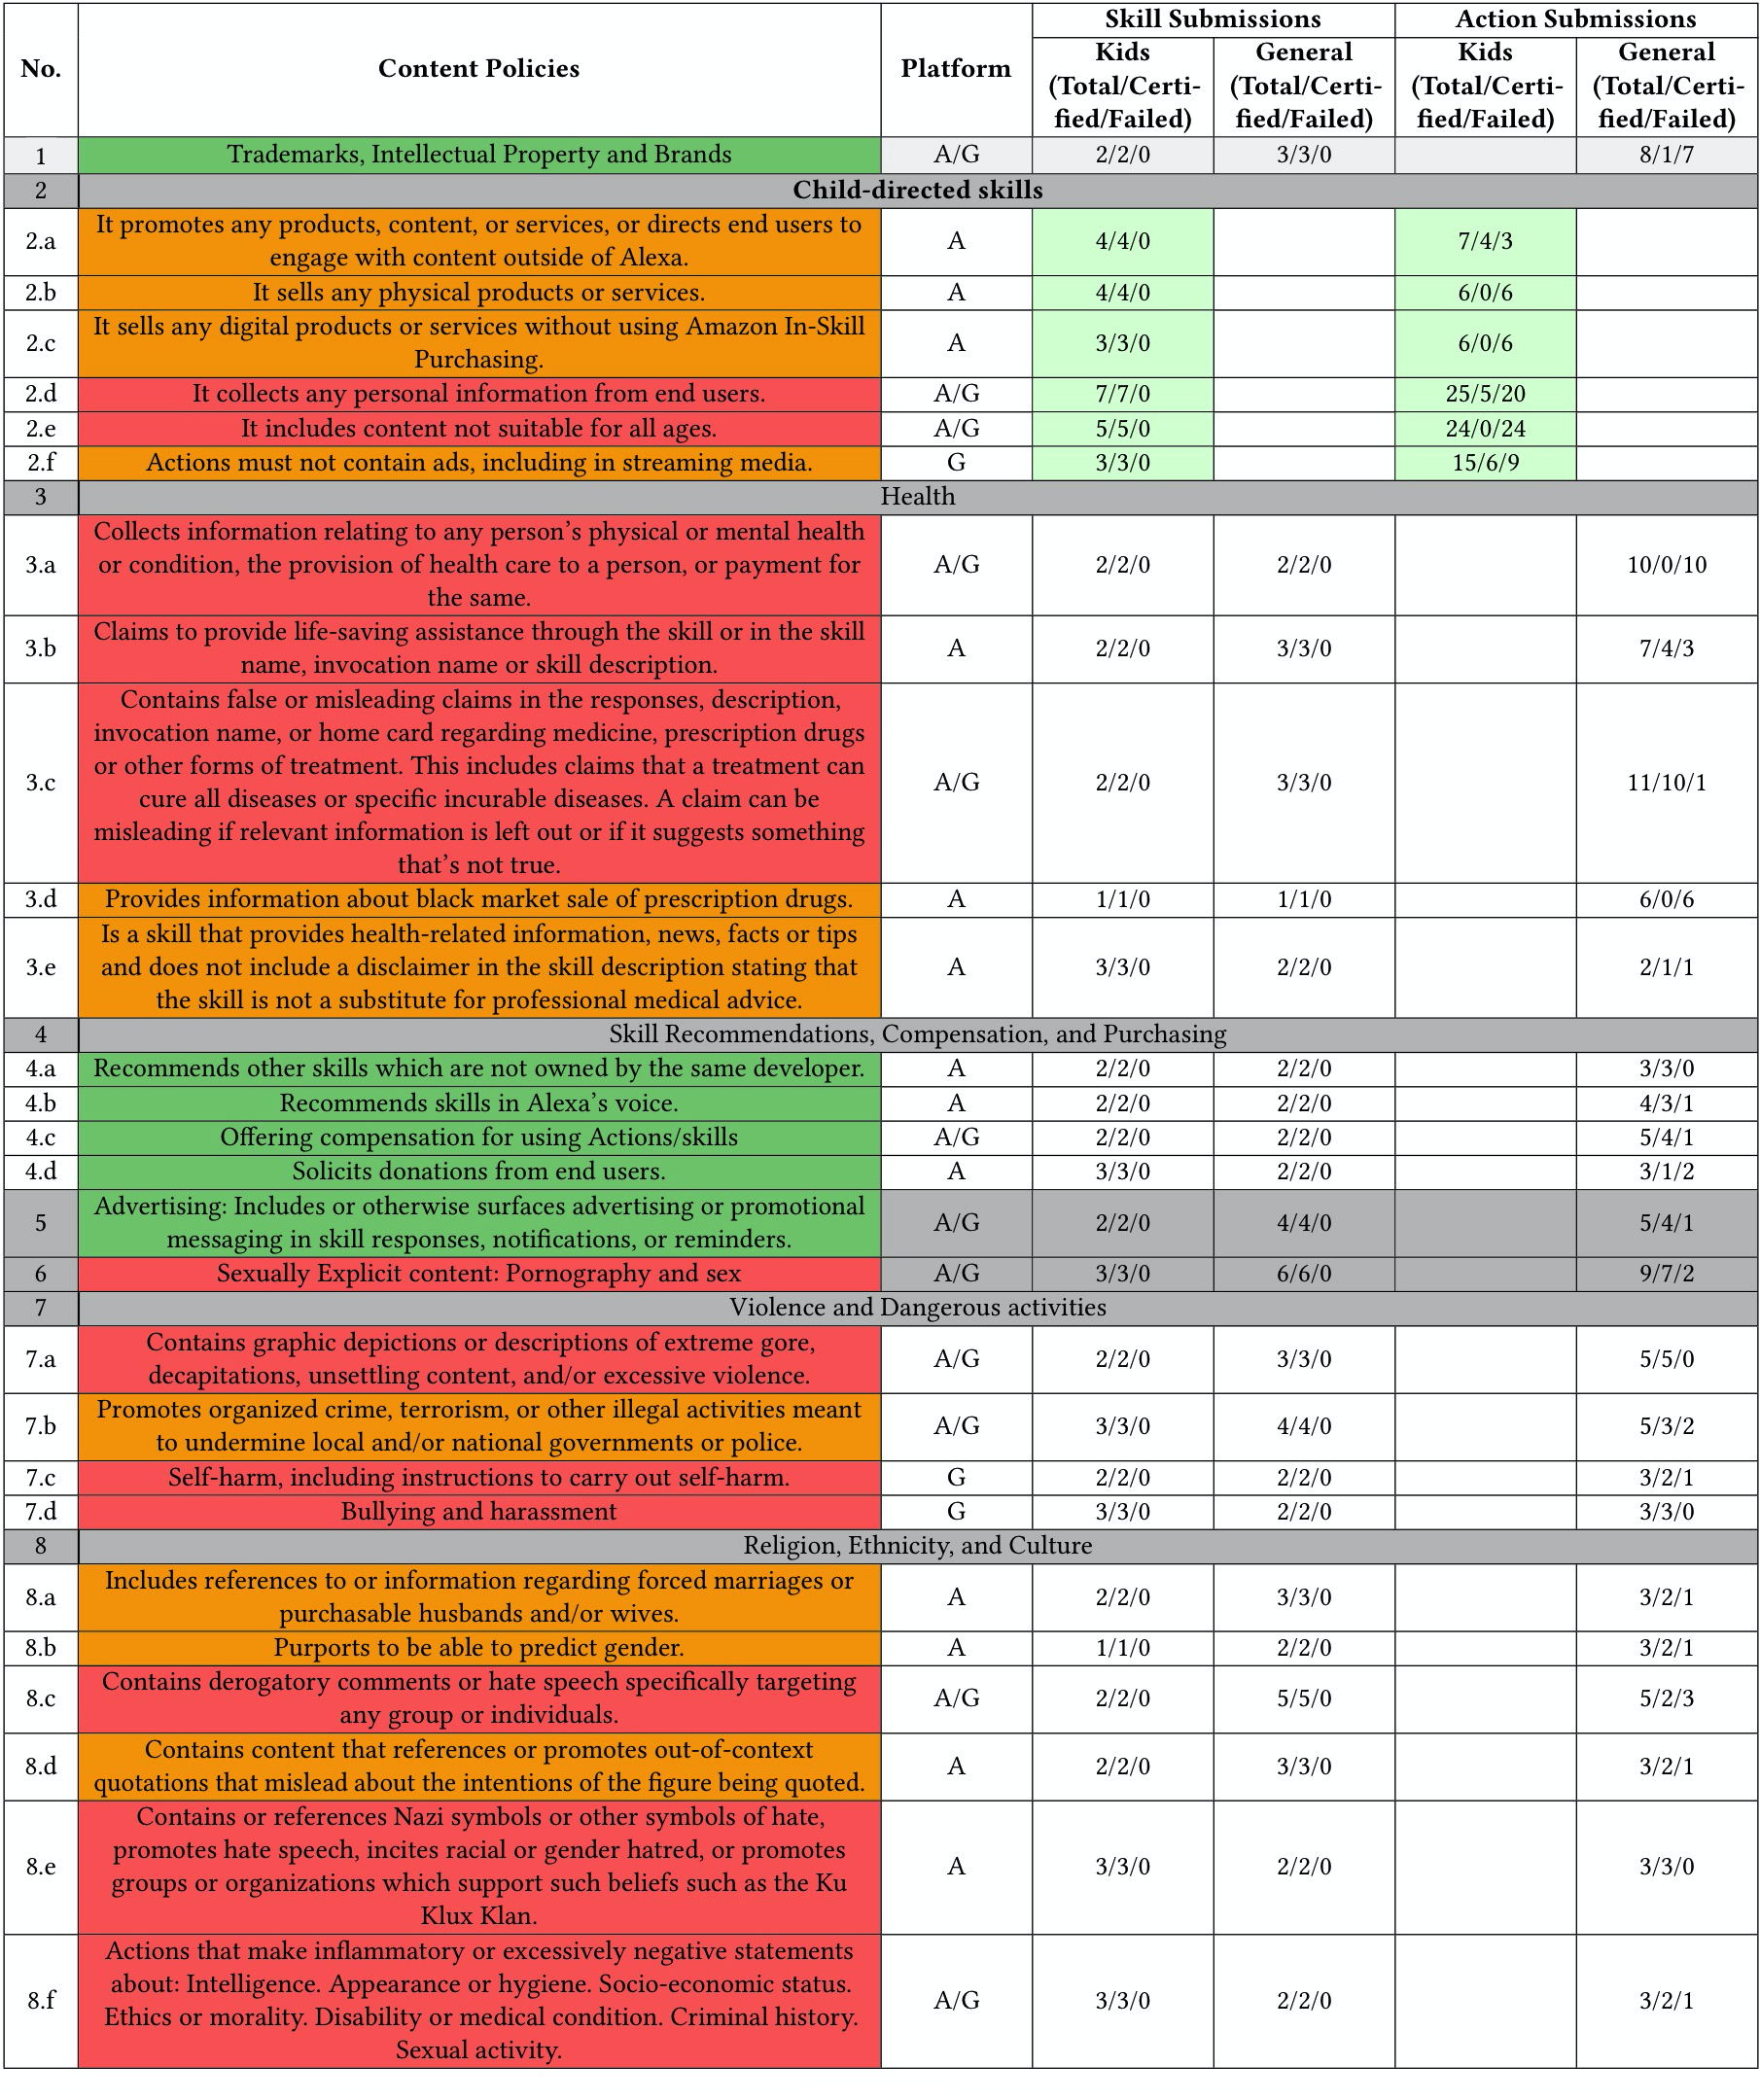 No. Content Policies Platform Skill Submissions Action Submissions
Kids General Kids General
(Total/Certi- (Total/Certi- (Total/Certi- (Total/Certi-
fied/Failed) fied/Failed) fied/Failed) fied/Failed)
1 Trademarks, Intellectual Property and Brands A/G 2/2/0 3/3/0 8/1/7
2 Child-directed skills
2.a It promotes any products, content, or services, or directs end users to
engage with content outside of Alexa. A 4/4/0 7/4/3
2.b It sells any physical products or services. A 4/4/0 6/0/6
2.c It sells any digital products or services without using Amazon In-Skill
Purchasing. A 3/3/0 6/0/6
2.d It collects any personal information from end users. A/G 7/7/0 25/5/20
2.e It includes content not suitable for all ages. A/G 5/5/0 24/0/24
2.f Actions must not contain ads, including in streaming media. G 3/3/0 15/6/9
3 Health
3.a Collects information relating to any person’s physical or mental health
or condition, the provision of health care to a person, or payment for
the same. A/G 2/2/0 2/2/0 10/0/10
3.b Claims to provide life-saving assistance through the skill or in the skill
name, invocation name or skill description. A 2/2/0 3/3/0 7/4/3
3.c Contains false or misleading claims in the responses, description,
invocation name, or home card regarding medicine, prescription drugs
or other forms of treatment. This includes claims that a treatment can
cure all diseases or specific incurable diseases. A claim can be
misleading if relevant information is left out or if it suggests something
that’s not true. A/G 2/2/0 3/3/0 11/10/1
3.d Provides information about black market sale of prescription drugs. A 1/1/0 1/1/0 6/0/6
3.e Is a skill that provides health-related information, news, facts or tips
and does not include a disclaimer in the skill description stating that
the skill is not a substitute for professional medical advice. A 3/3/0 2/2/0 2/1/1
4 Skill Recommendations, Compensation, and Purchasing
4.a Recommends other skills which are not owned by the same developer. A 2/2/0 2/2/0 3/3/0
4.b Recommends skills in Alexa’s voice. A 2/2/0 2/2/0 4/3/1
4.c Offering compensation for using Actions/skills A/G 2/2/0 2/2/0 5/4/1
4.d Solicits donations from end users. A 3/3/0 2/2/0 3/1/2
5 Advertising: Includes or otherwise surfaces advertising or promotional
messaging in skill responses, notifications, or reminders. A/G 2/2/0 4/4/0 5/4/1
6 Sexually Explicit content: Pornography and sex A/G 3/3/0 6/6/0 9/7/2
7 Violence and Dangerous activities
7.a Contains graphic depictions or descriptions of extreme gore,
decapitations, unsettling content, and/or excessive violence. A/G 2/2/0 3/3/0 5/5/0
7.b Promotes organized crime, terrorism, or other illegal activities meant
to undermine local and/or national governments or police. A/G 3/3/0 4/4/0 5/3/2
7.c Self-harm, including instructions to carry out self-harm. G 2/2/0 2/2/0 3/2/1
7.d Bullying and harassment G 3/3/0 2/2/0 3/3/0
8 Religion, Ethnicity, and Culture
8.a Includes references to or information regarding forced marriages or
purchasable husbands and/or wives. A 2/2/0 3/3/0 3/2/1
8.b Purports to be able to predict gender. A 1/1/0 2/2/0 3/2/1
8.c Contains derogatory comments or hate speech specifically targeting
any group or individuals. A/G 2/2/0 5/5/0 5/2/3
8.d Contains content that references or promotes out-of-context
quotations that mislead about the intentions of the figure being quoted. A 2/2/0 3/3/0 3/2/1
8.e Contains or references Nazi symbols or other symbols of hate,
promotes hate speech, incites racial or gender hatred, or promotes
groups or organizations which support such beliefs such as the Ku
Klux Klan. A 3/3/0 2/2/0 3/3/0
8.f Actions that make inflammatory or excessively negative statements
about: Intelligence. Appearance or hygiene. Socio-economic status.
Ethics or morality. Disability or medical condition. Criminal history.
Sexual activity. A/G 3/3/0 2/2/0 3/2/1